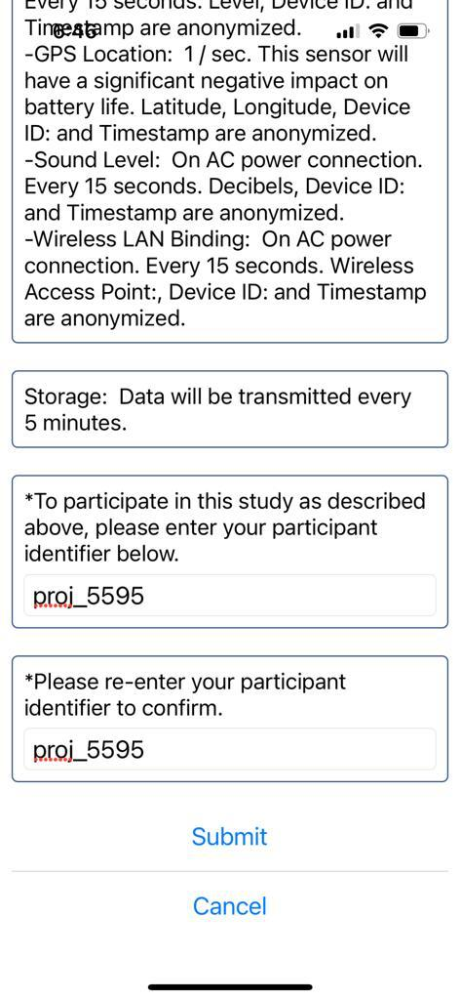 Every 15 seconds. Level, Device ID: and
Timestamp are anonymized.
6:46
-GPS Location:  1 / sec. This sensor will
have a significant negative impact on
battery life. Latitude, Longitude, Device
ID: and Timestamp are anonymized.
-Sound Level:  On AC power connection.
Every 15 seconds. Decibels, Device ID:
and Timestamp are anonymized.
-Wireless LAN Binding:  On AC power
connection. Every 15 seconds. Wireless
Access Point:, Device ID: and Timestamp
are anonymized.
Storage:  Data will be transmitted every
5 minutes.
*To participate in this study as described
above, please enter your participant
identifier below.
proj_5595
*Please re-enter your participant
identifier to confirm.
proj_5595
Submit
Cancel